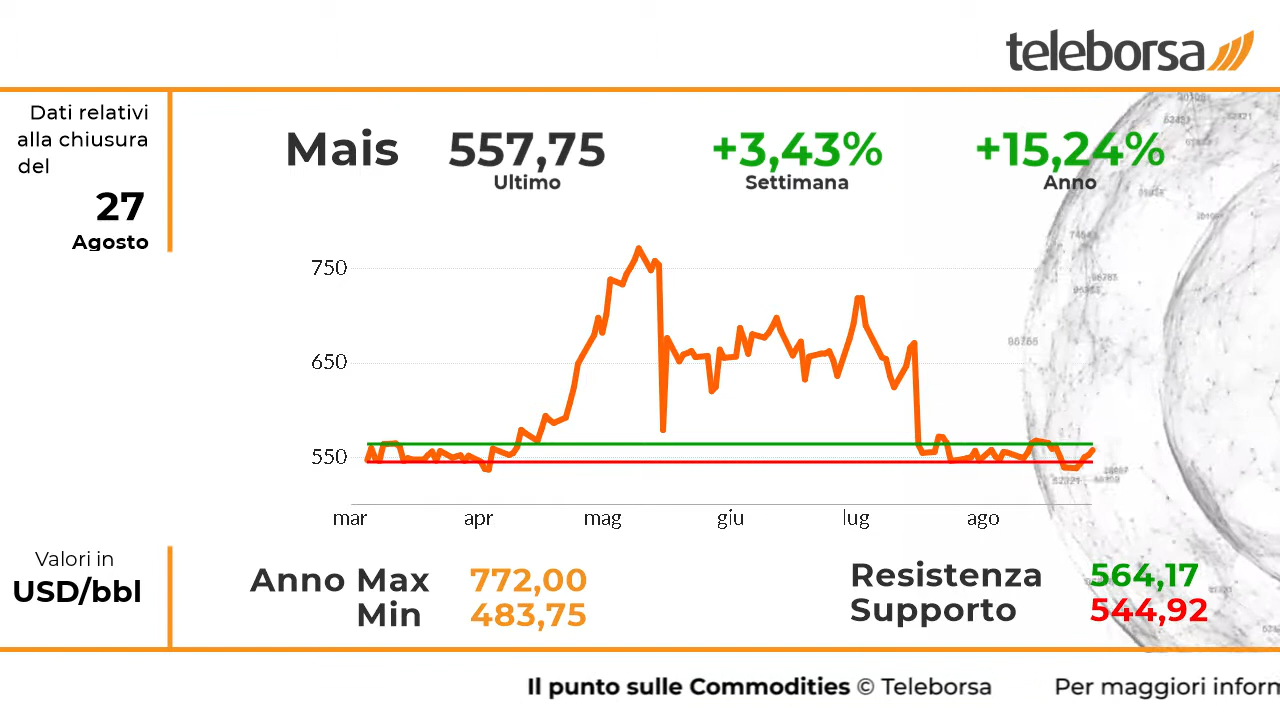 teleborsa
Dati relativi
alla chiusura
del
27
Agosto
Mais 557,75 +3,43% +15,24%
Ultimo Settimana Anno
750
650
550
mar apr mag giu lug ago
Valori in
USD/bbl
Anno Max 772,00
Min 483,75
Resistenza 564,17
Supporto 544,92
Il punto sulle Commodities © Teleborsa Per maggiori inform